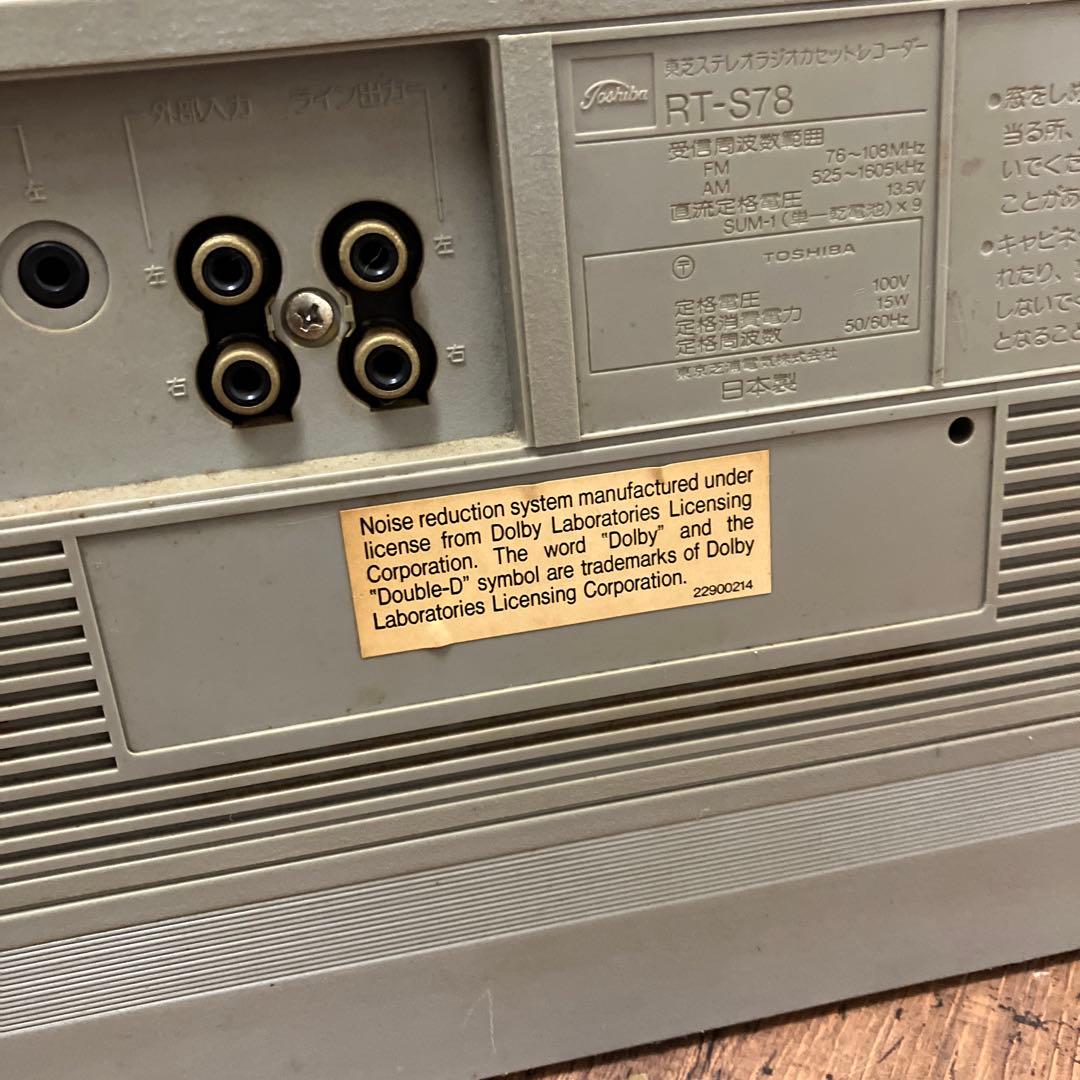 外部入力 ライン出力
左
左
左
右
右
Toshiba
東芝ステレオラジオカセットレコーダー
RT-S78
受信周波数範囲
FM 76~108MHz
AM 525~1605kHz
直流定格電圧 13.5V
SUM-1(単一乾電池)×9
〒 TOSHIBA
定格電圧 100V
定格消費電力 15W
定格周波数 50/60Hz
東京芝浦電気株式会社
日本製
●窓をし
当る所、
いでくだ
ことがあ
●キャビネ
れたり、
しないで
となること
Noise reduction system manufactured under
license from Dolby Laboratories Licensing
Corporation. The word "Dolby" and the
"Double-D" symbol are trademarks of Dolby
Laboratories Licensing Corporation.
22900214